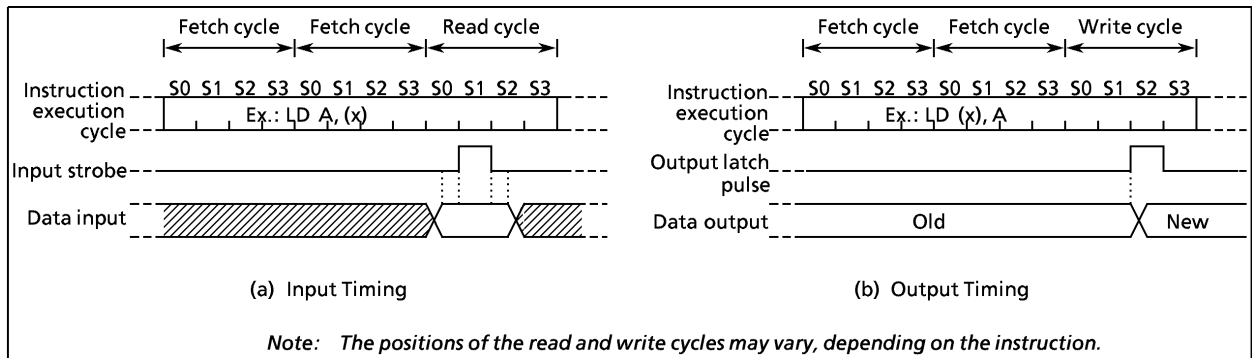 Fetch cycle Fetch cycle Read cycle
Instruction execution cycle
S0 S1 S2 S3 S0 S1 S2 S3 S0 S1 S2 S3
Ex.: LD A, (x)
Input strobe
Data input
(a) Input Timing
Fetch cycle Fetch cycle Write cycle
Instruction execution cycle
S0 S1 S2 S3 S0 S1 S2 S3 S0 S1 S2 S3
Ex.: LD (x), A
Output latch pulse
Data output
Old New
(b) Output Timing
Note: The positions of the read and write cycles may vary, depending on the instruction.